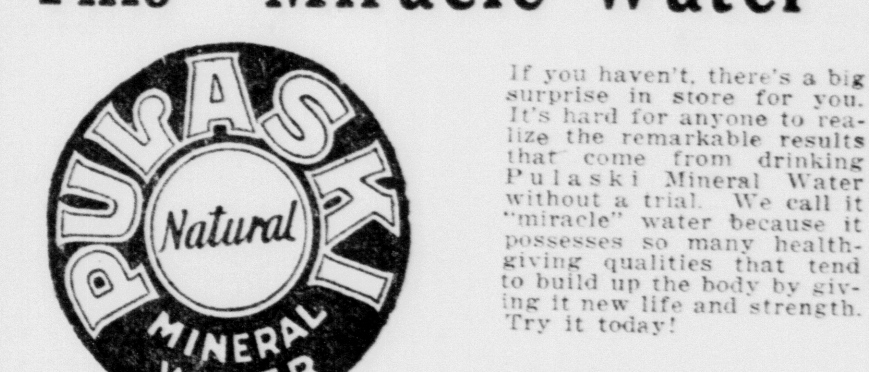 "Miracle Water"
PULASKI
Natural
MINERAL
WATER
If you haven't, there's a big
surprise in store for you.
It's hard for anyone to rea-
lize the remarkable results
that come from drinking
Pulaski Mineral Water
without a trial. We call it
"miracle" water because it
possesses so many health-
giving qualities that tend
to build up the body by giv-
ing it new life and strength.
Try it today!